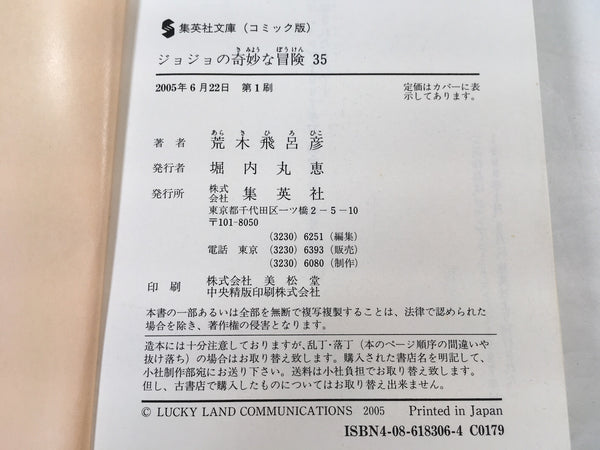 集英社文庫（コミック版）
ジョジョの奇妙な冒険 35
2005年6月22日　第1刷
定価はカバーに表
示してあります。
著者　荒木飛呂彦
発行者　堀内丸恵
発行所　株式会社　集英社
東京都千代田区一ツ橋2－5－10
〒101-8050
(3230) 6251 (編集)
電話　東京　(3230) 6393 (販売)
(3230) 6080 (制作)
印刷　株式会社　美松堂
中央精版印刷株式会社
本書の一部あるいは全部を無断で複写複製することは、法律で認められた
場合を除き、著作権の侵害となります。
造本には十分注意しておりますが、乱丁・落丁（本のページ順序の間違いや
抜け落ち）の場合はお取り替え致します。購入された書店名を明記して、
小社制作部宛にお送り下さい。送料は小社負担でお取り替え致します。
但し、古書店で購入したものについてはお取り替え出来ません。
© LUCKY LAND COMMUNICATIONS 2005　Printed in Japan
ISBN4-08-618306-4 C0179